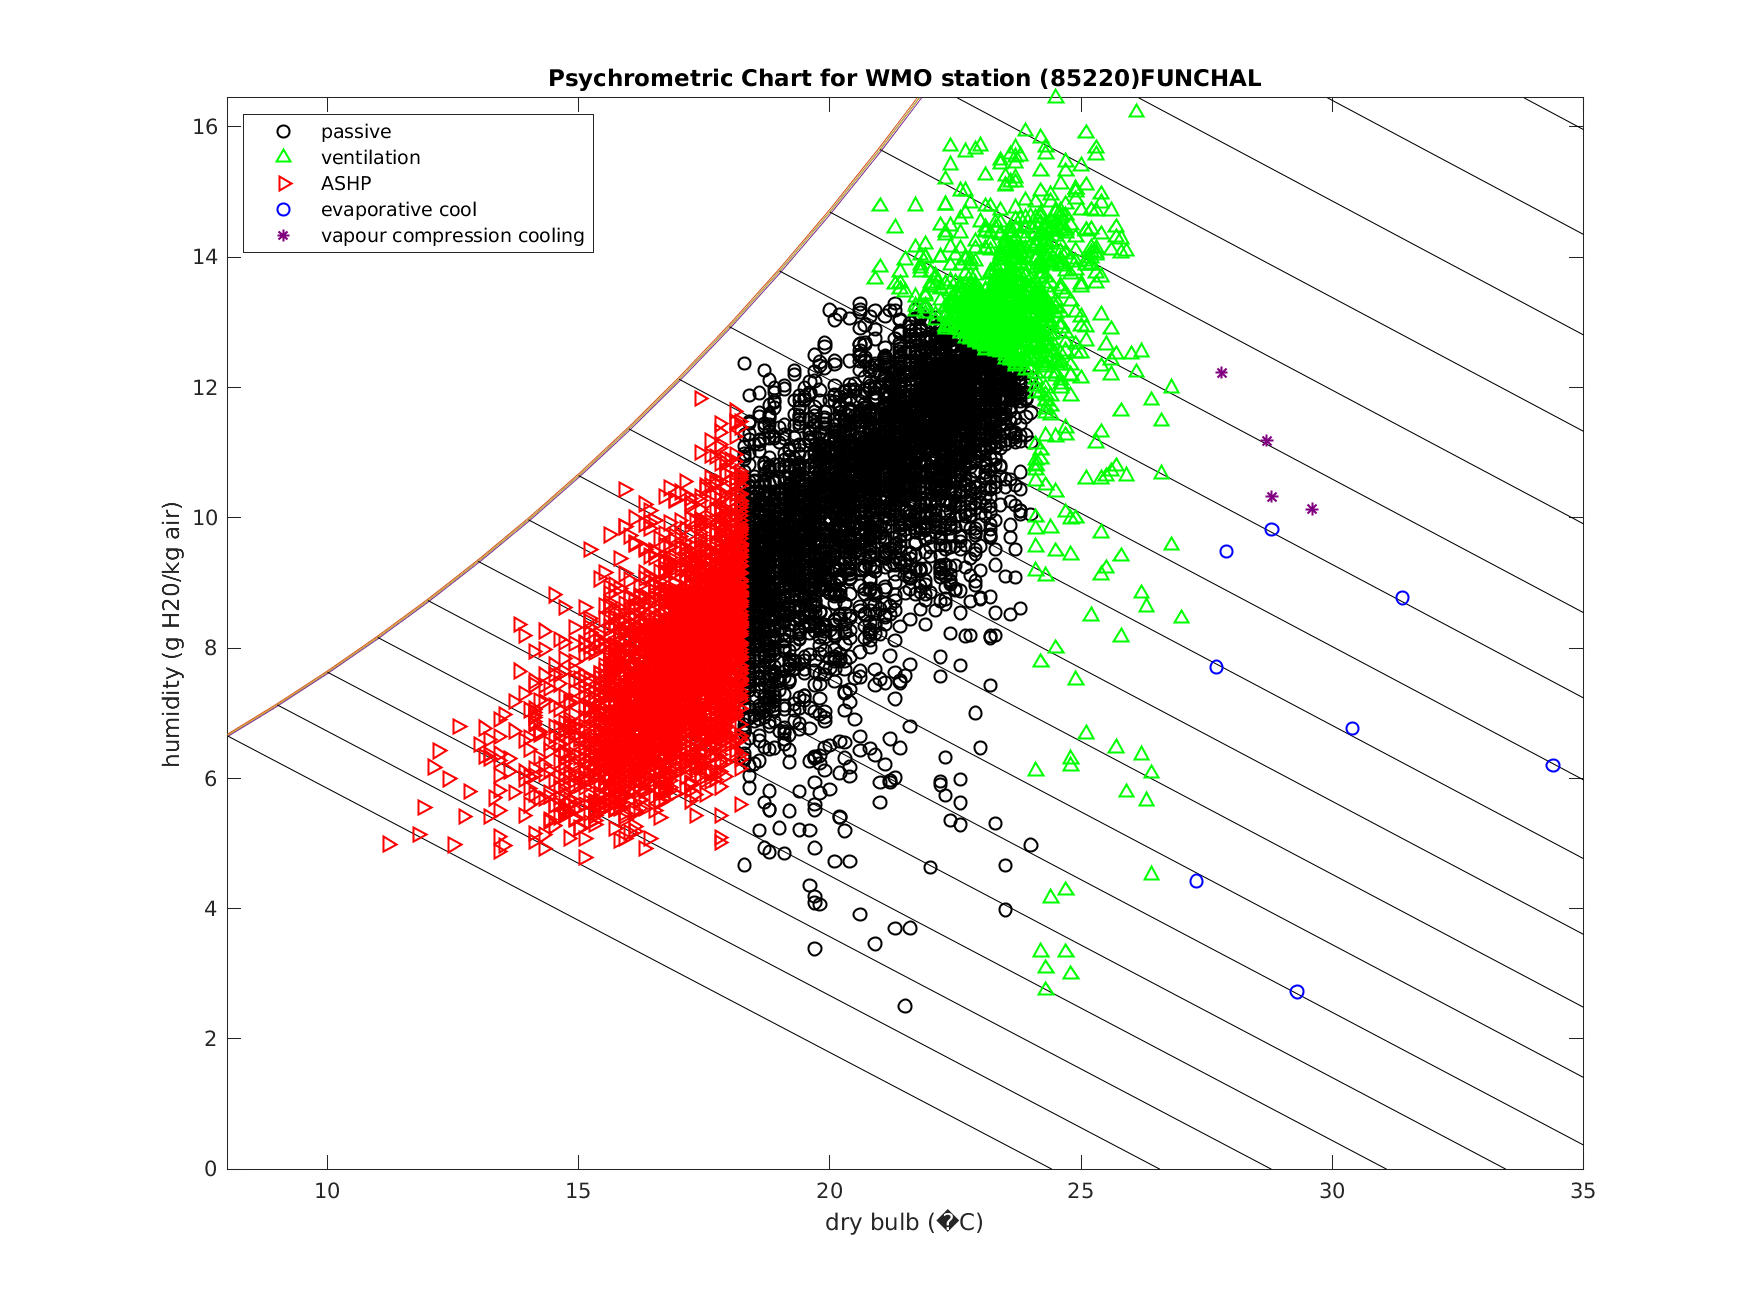 Psychrometric Chart for WMO station (85220)FUNCHAL
passive
ventilation
ASHP
evaporative cool
vapour compression cooling
humidity (g H20/kg air)
16
14
12
10
8
6
4
2
0
10
15
20
25
30
35
dry bulb (�C)